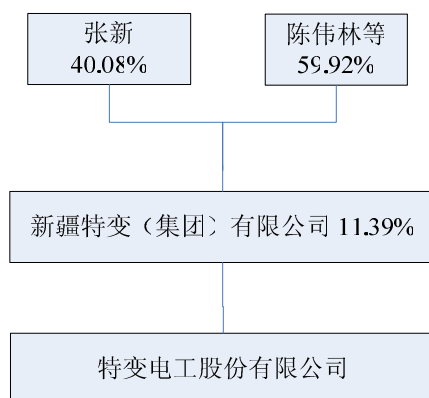 张新
40.08%
陈伟林等
59.92%
新疆特变（集团）有限公司 11.39%
特变电工股份有限公司